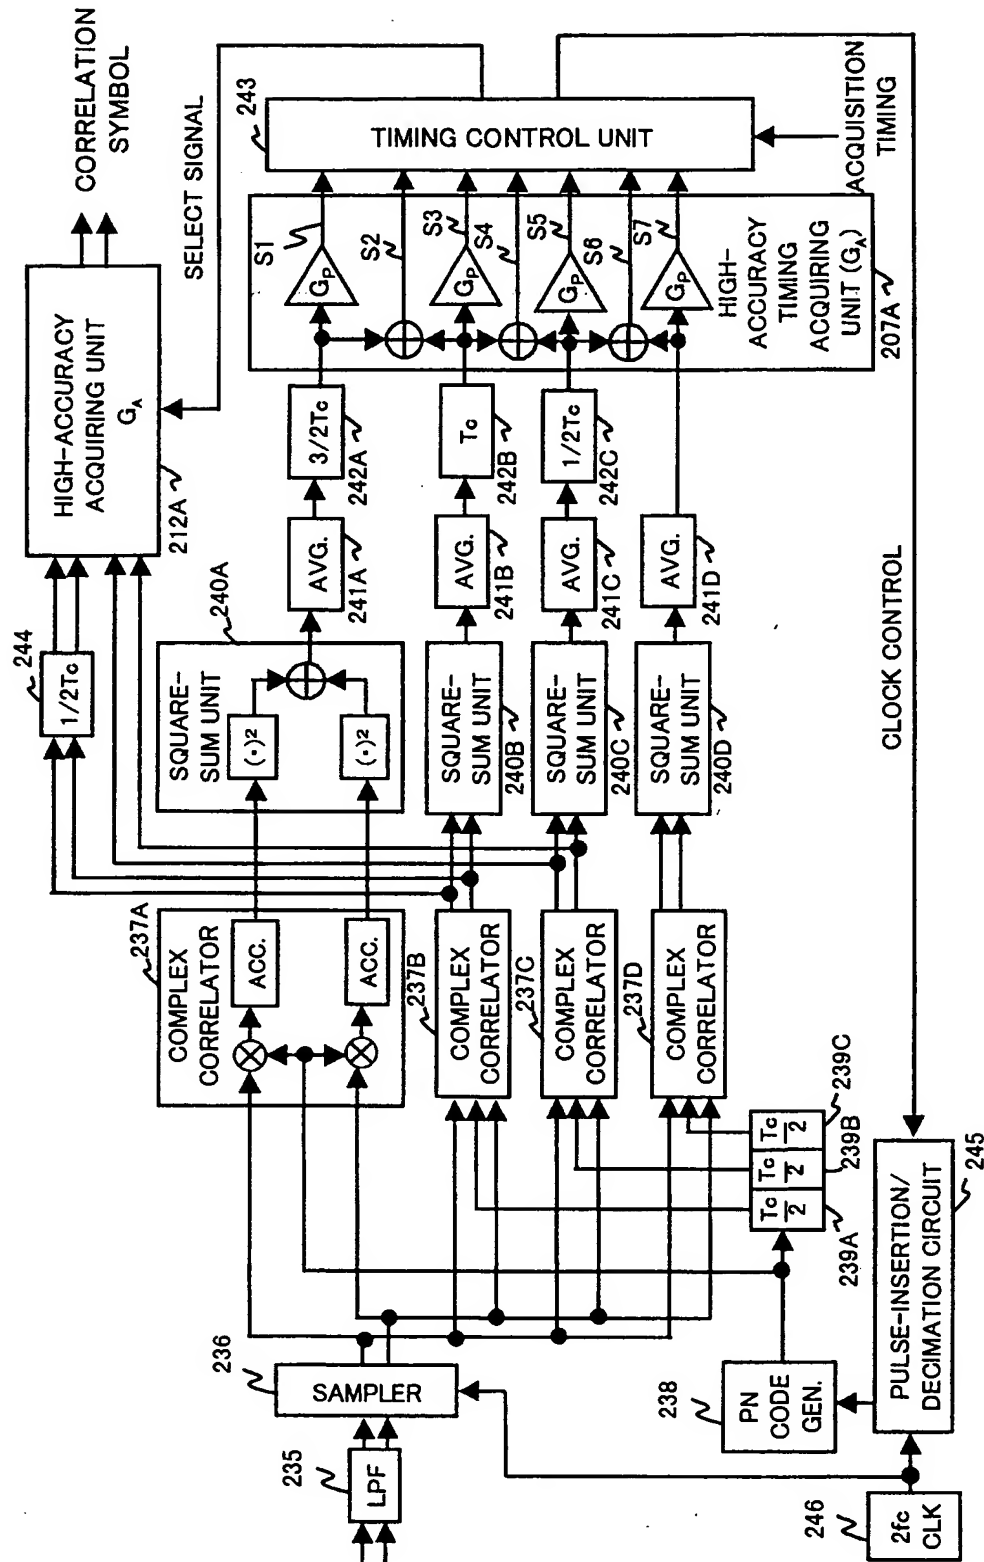 CORRELATION
SYMBOL
SELECT SIGNAL
HIGH-ACCURACY
ACQUIRING UNIT
GA
212A
244
1/2Tc
243
TIMING CONTROL UNIT
ACQUISITION
TIMING
S1
S2
S3
S4
S5
S6
S7
GP
GP
GP
GP
HIGH-
ACCURACY
TIMING
ACQUIRING
UNIT (GA)
207A
3/2Tc
242A
Tc
242B
1/2Tc
242C
AVG.
241A
AVG.
241B
AVG.
241C
AVG.
241D
240A
SQUARE-
SUM UNIT
(•)²
(•)²
SQUARE-
SUM UNIT
240B
SQUARE-
SUM UNIT
240C
SQUARE-
SUM UNIT
240D
237A
COMPLEX
CORRELATOR
ACC.
ACC.
237B
COMPLEX
CORRELATOR
237C
COMPLEX
CORRELATOR
237D
COMPLEX
CORRELATOR
Tc
2
239A
Tc
2
239B
Tc
2
239C
CLOCK CONTROL
236
SAMPLER
235
LPF
238
PN
CODE
GEN.
PULSE-INSERTION/
DECIMATION CIRCUIT
245
246
2fc
CLK